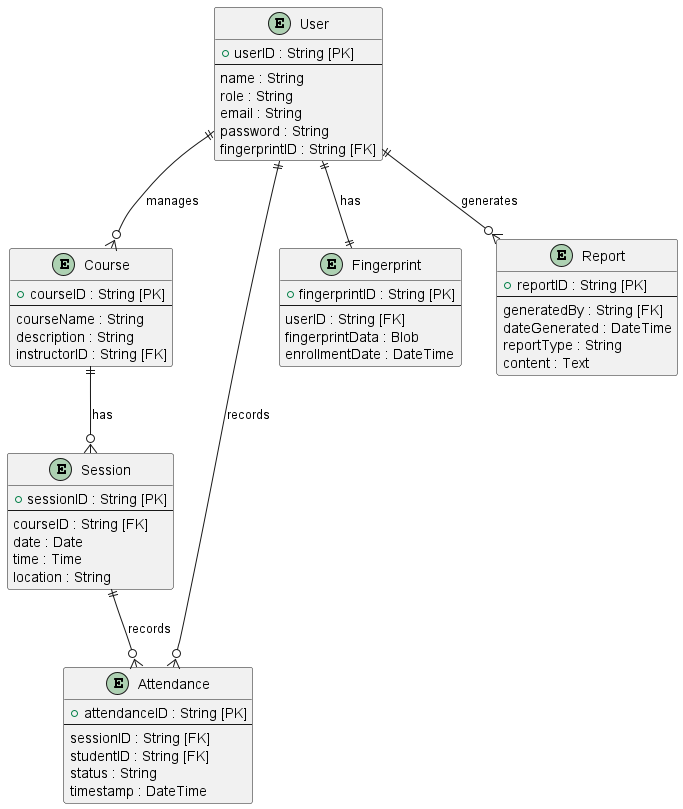 E User
userID : String [PK]
name : String
role : String
email : String
password : String
fingerprintID : String [FK]
manages
has
generates
E Course
courseID : String [PK]
courseName : String
description : String
instructorID : String [FK]
E Fingerprint
fingerprintID : String [PK]
userID : String [FK]
fingerprintData : Blob
enrollmentDate : DateTime
E Report
reportID : String [PK]
generatedBy : String [FK]
dateGenerated : DateTime
reportType : String
content : Text
has
records
E Session
sessionID : String [PK]
courseID : String [FK]
date : Date
time : Time
location : String
records
E Attendance
attendanceID : String [PK]
sessionID : String [FK]
studentID : String [FK]
status : String
timestamp : DateTime